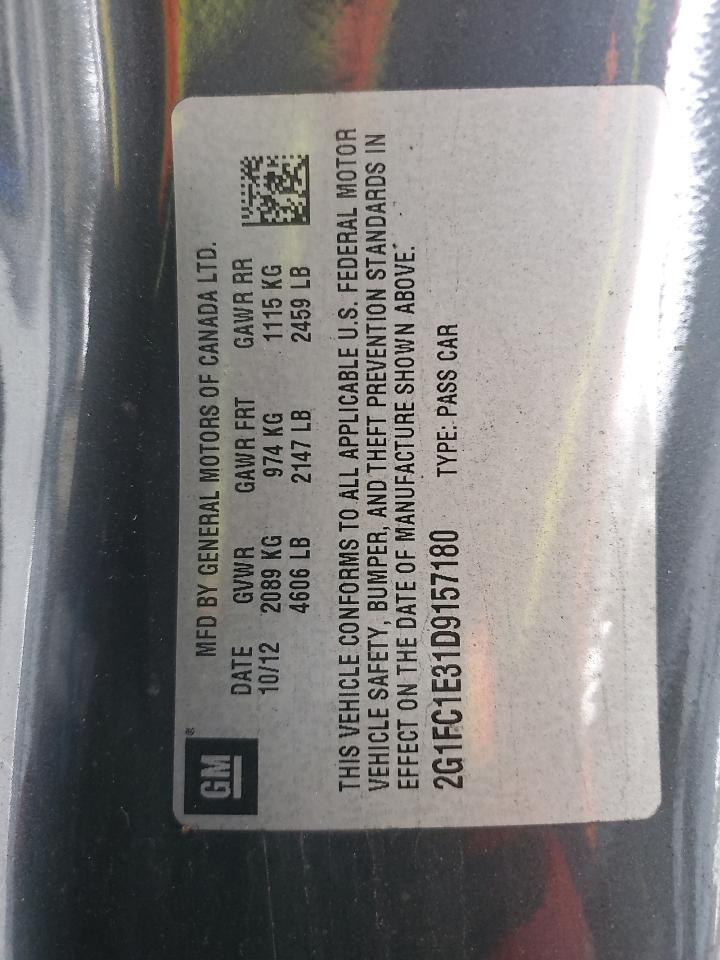 GM®
MFD BY GENERAL MOTORS OF CANADA LTD.
DATE GVWR GAWR FRT GAWR RR
10/12 2089 KG 974 KG 1115 KG
4606 LB 2147 LB 2459 LB
THIS VEHICLE CONFORMS TO ALL APPLICABLE U.S. FEDERAL MOTOR
VEHICLE SAFETY, BUMPER, AND THEFT PREVENTION STANDARDS IN
EFFECT ON THE DATE OF MANUFACTURE SHOWN ABOVE.
2G1FC1E31D9157180 TYPE: PASS CAR